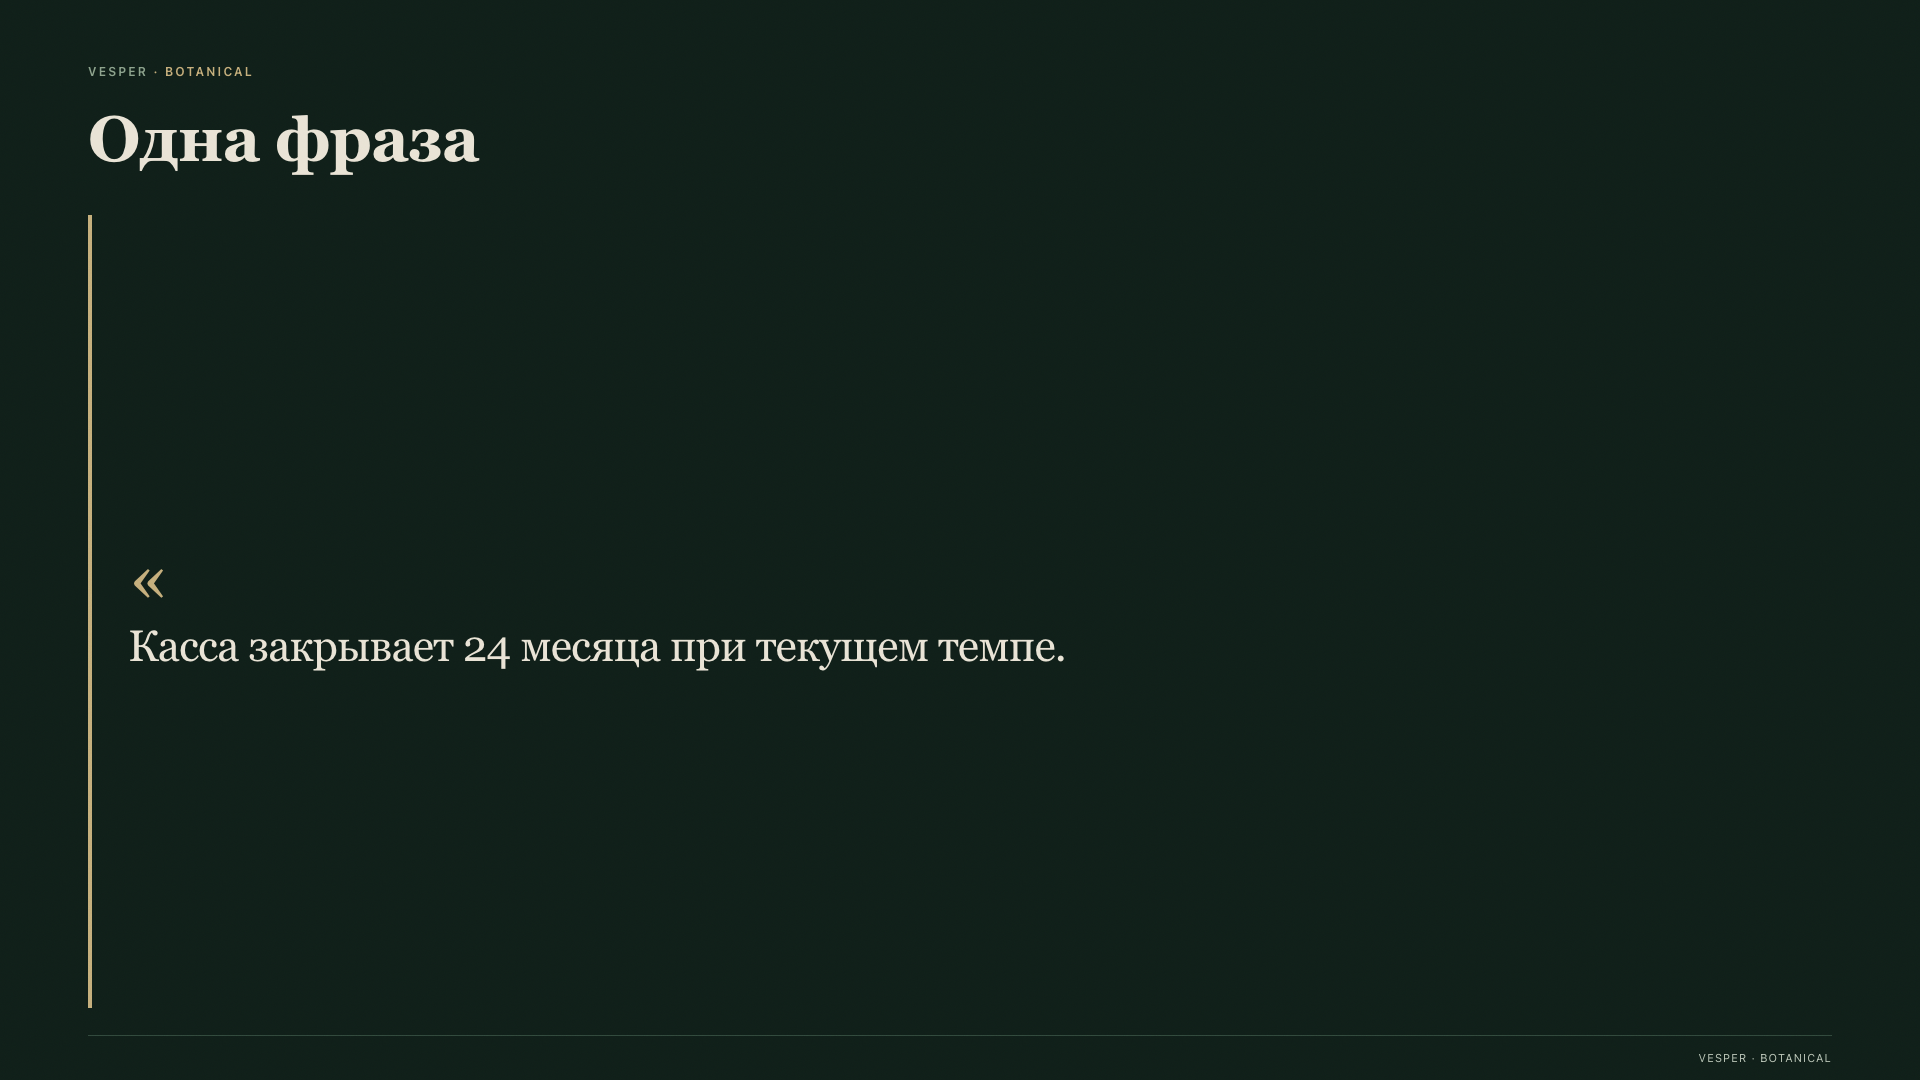 VESPER · BOTANICAL
Одна фраза
«
Касса закрывает 24 месяца при текущем темпе.
VESPER · BOTANICAL